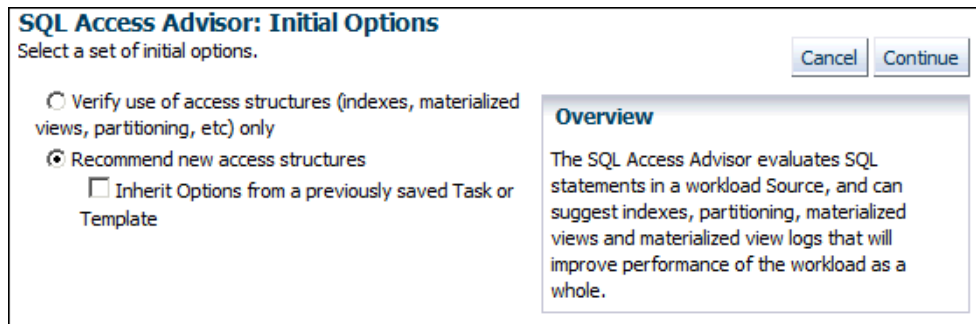 SQL Access Advisor: Initial Options
Select a set of initial options.
Cancel Continue
Verify use of access structures (indexes, materialized
views, partitioning, etc) only
Recommend new access structures
Inherit Options from a previously saved Task or
Template
Overview
The SQL Access Advisor evaluates SQL
statements in a workload Source, and can
suggest indexes, partitioning, materialized
views and materialized view logs that will
improve performance of the workload as a
whole.